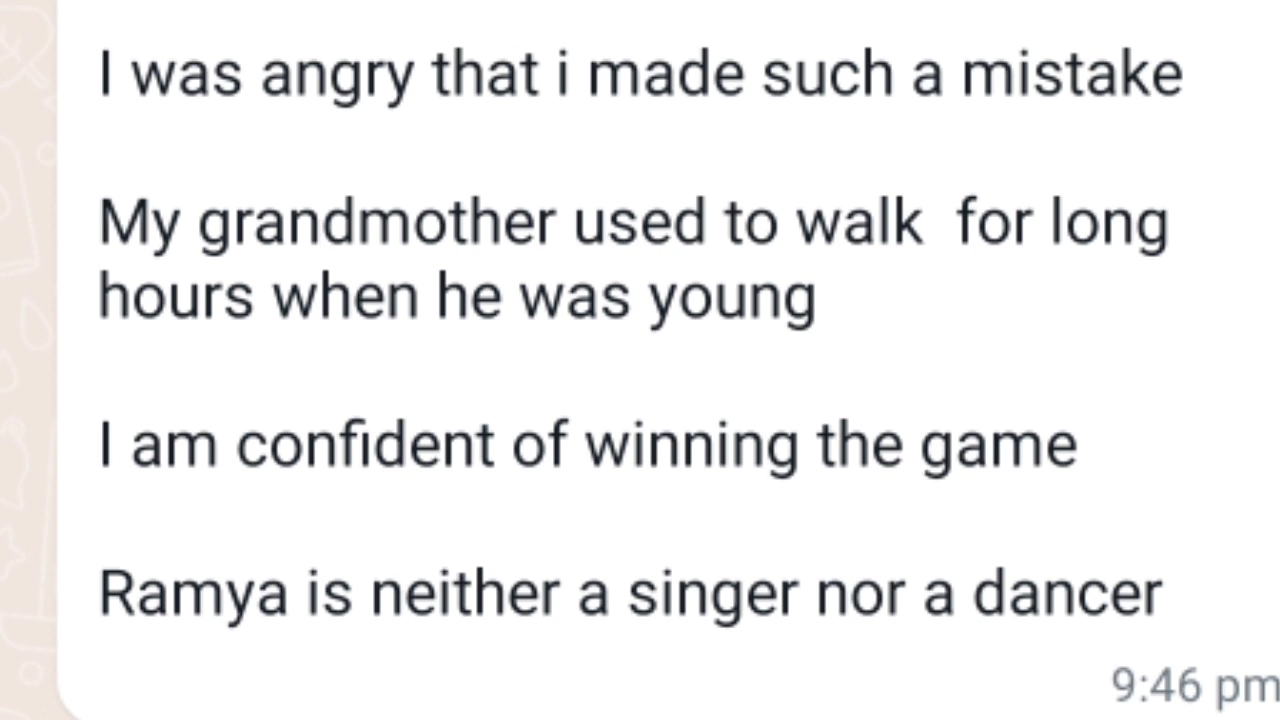 I was angry that i made such a mistake
My grandmother used to walk  for long
hours when he was young
I am confident of winning the game
Ramya is neither a singer nor a dancer
9:46 pm